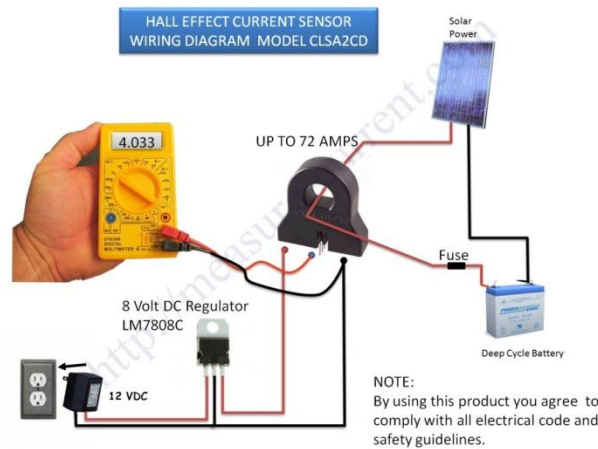 HALL EFFECT CURRENT SENSOR
WIRING DIAGRAM MODEL CLSA2CD
Solar
Power
4.033
UP TO 72 AMPS
DIGITAL
MULTIMETER
Fuse
8 Volt DC Regulator
LM7808C
Deep Cycle Battery
12 VDC
NOTE:
By using this product you agree to
comply with all electrical code and
safety guidelines.